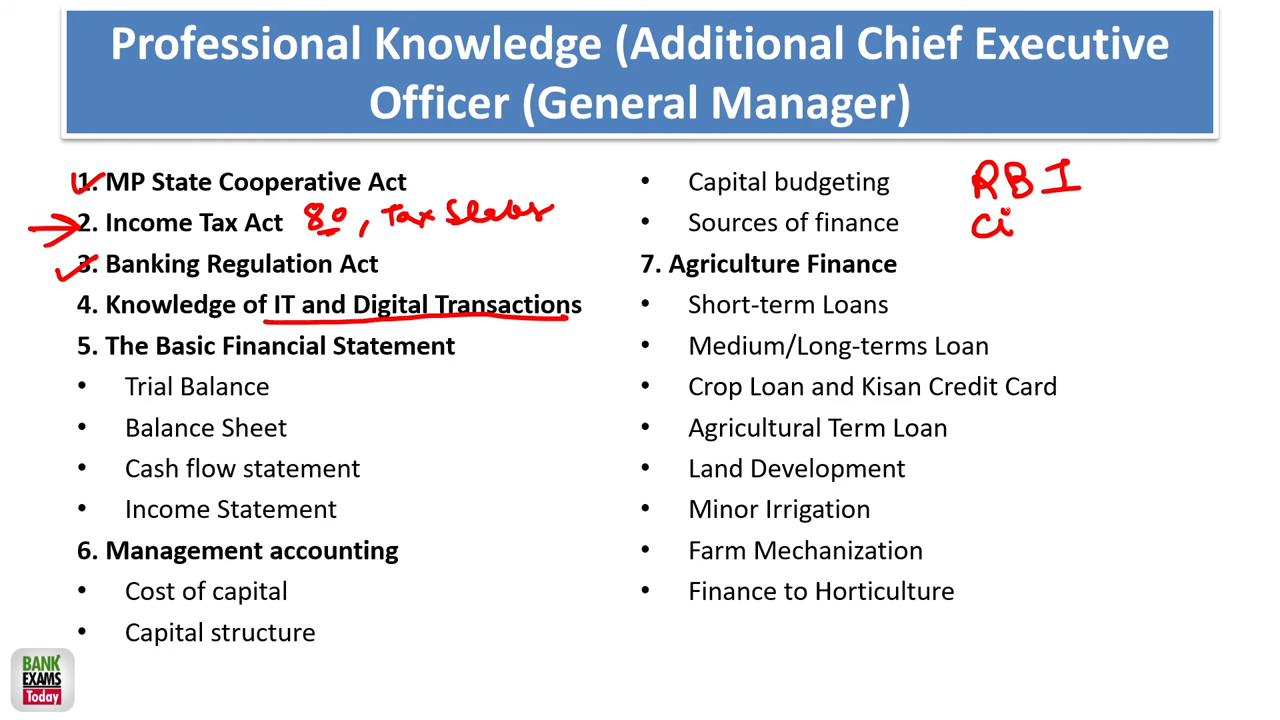 Professional Knowledge (Additional Chief Executive
Officer (General Manager)
1. MP State Cooperative Act
2. Income Tax Act 80, Tax Slabs
3. Banking Regulation Act
4. Knowledge of IT and Digital Transactions
5. The Basic Financial Statement
• Trial Balance
• Balance Sheet
• Cash flow statement
• Income Statement
6. Management accounting
• Cost of capital
• Capital structure
• Capital budgeting
• Sources of finance
7. Agriculture Finance
• Short-term Loans
• Medium/Long-terms Loan
• Crop Loan and Kisan Credit Card
• Agricultural Term Loan
• Land Development
• Minor Irrigation
• Farm Mechanization
• Finance to Horticulture
RBI
Ci
BANK
EXAMS
Today